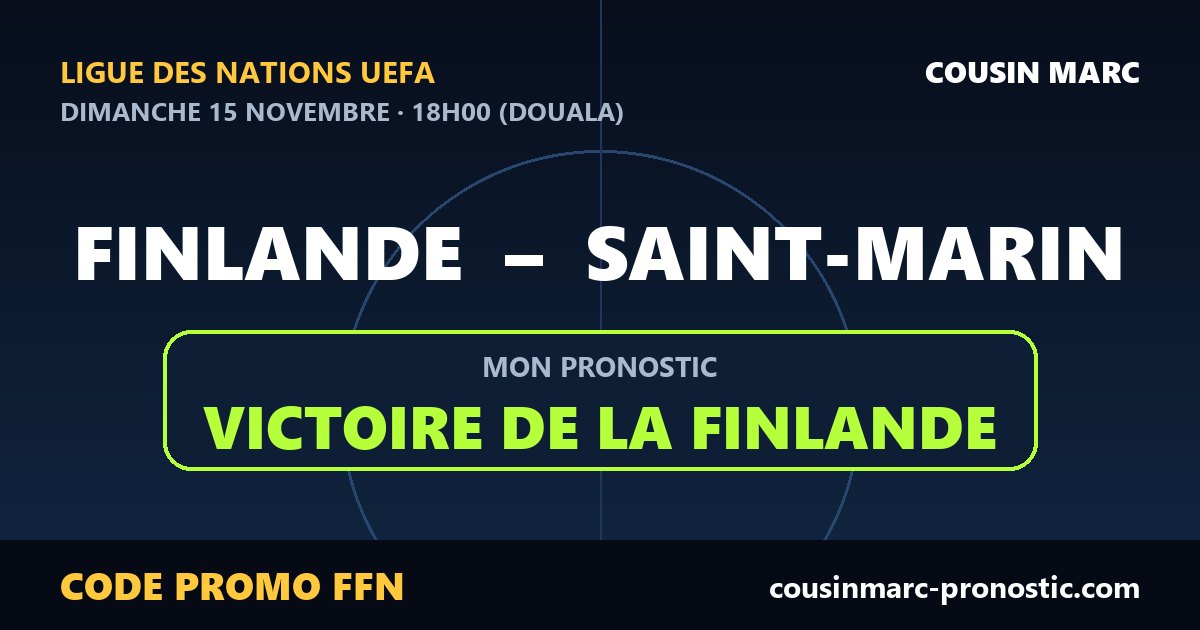 LIGUE DES NATIONS UEFA
COUSIN MARC
DIMANCHE 15 NOVEMBRE · 18H00 (DOUALA)
FINLANDE – SAINT-MARIN
MON PRONOSTIC
VICTOIRE DE LA FINLANDE
CODE PROMO FFN
cousinmarc-pronostic.com